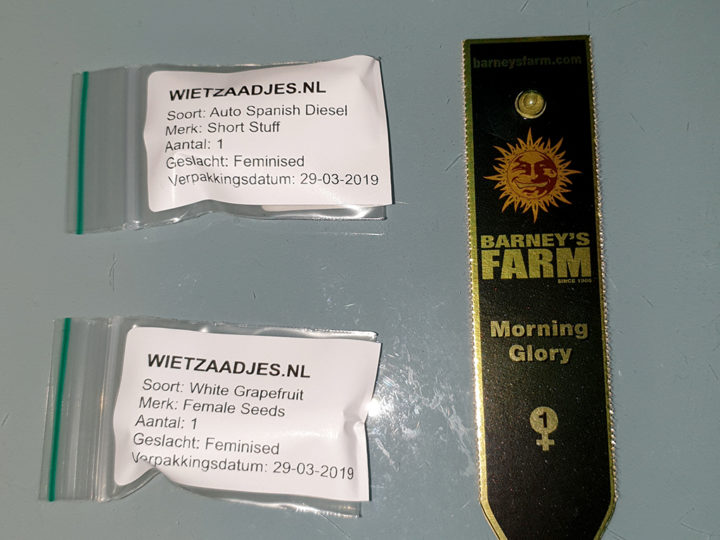 WIETZAADJES.NL
Soort: Auto Spanish Diesel
Merk: Short Stuff
Aantal: 1
Geslacht: Feminised
Verpakkingsdatum: 29-03-2019
WIETZAADJES.NL
Soort: White Grapefruit
Merk: Female Seeds
Aantal: 1
Geslacht: Feminised
Verpakkingsdatum: 29-03-2019
barneysfarm.com
BARNEY'S
FARM
Morning
Glory
1